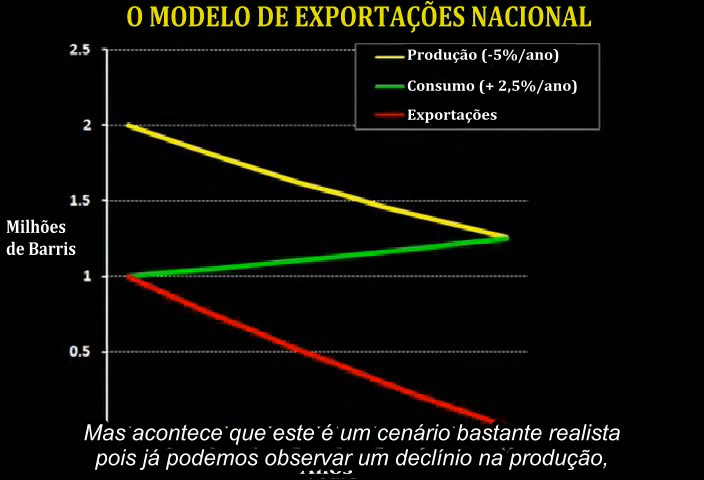 O MODELO DE EXPORTAÇÕES NACIONAL
2.5
Produção (-5%/ano)
Consumo (+ 2,5%/ano)
Exportações
2
1.5
Milhões
de Barris
1
0.5
Mas acontece que este é um cenário bastante realista
pois já podemos observar um declínio na produção,